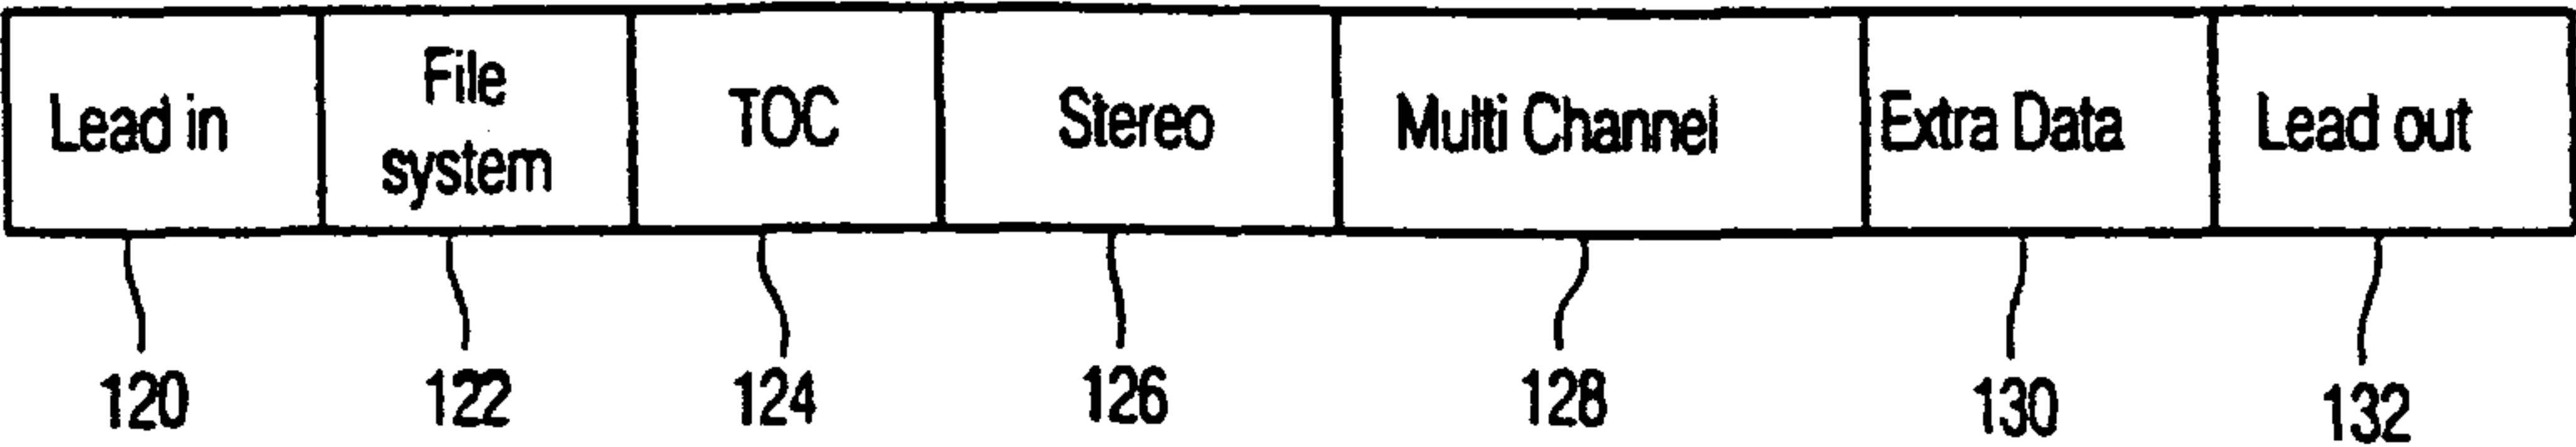 Lead in
File
system
TOC
Stereo
Multi Channel
Extra Data
Lead out
120
122
124
126
128
130
132